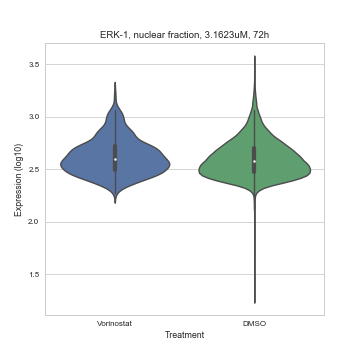 ERK-1, nuclear fraction, 3.1623uM, 72h
3.5
3.0
2.5
2.0
1.5
Expression (log10)
Vorinostat
DMSO
Treatment